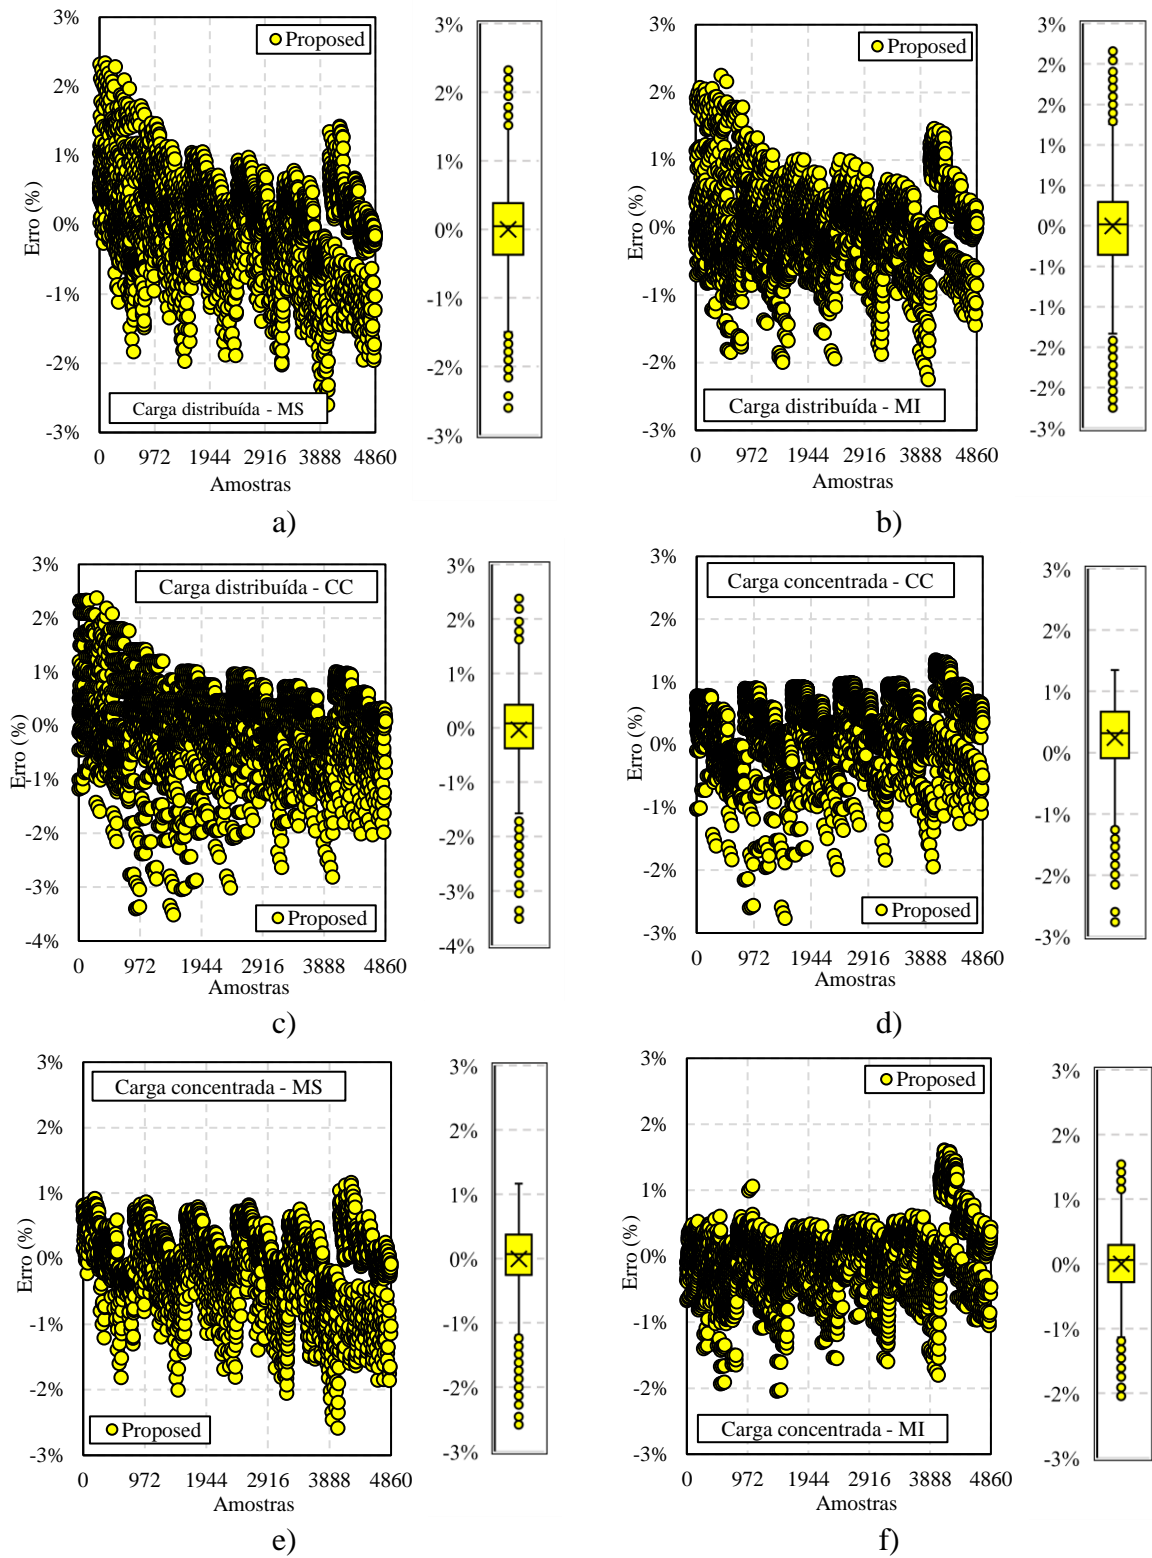 3%
2%
1%
0%
-1%
-2%
-3%
Erro (%)
Proposed
Carga distribuída - MS
0 972 1944 2916 3888 4860
Amostras
3%
2%
1%
0%
-1%
-2%
-3%
a)
3%
2%
1%
0%
-1%
-2%
-3%
Erro (%)
Proposed
Carga distribuída - MI
0 972 1944 2916 3888 4860
Amostras
3%
2%
2%
1%
1%
0%
-1%
-1%
-2%
-2%
-3%
b)
3%
2%
1%
0%
-1%
-2%
-3%
-4%
Erro (%)
Carga distribuída - CC
Proposed
0 972 1944 2916 3888 4860
Amostras
3%
2%
1%
0%
-1%
-2%
-3%
-4%
c)
3%
2%
1%
0%
-1%
-2%
-3%
Erro (%)
Carga concentrada - CC
Proposed
0 972 1944 2916 3888 4860
Amostras
3%
2%
1%
0%
-1%
-2%
-3%
d)
3%
2%
1%
0%
-1%
-2%
-3%
Erro (%)
Carga concentrada - MS
Proposed
0 972 1944 2916 3888 4860
Amostras
3%
2%
1%
0%
-1%
-2%
-3%
e)
3%
2%
1%
0%
-1%
-2%
-3%
Erro (%)
Proposed
Carga concentrada - MI
0 972 1944 2916 3888 4860
Amostras
3%
2%
1%
0%
-1%
-2%
-3%
f)